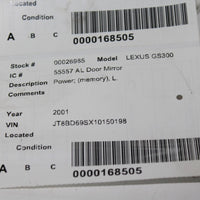 Located
Condition
A B C 0000168505
Stock # 00026985 Model LEXUS GS300
IC # 55557 AL Door Mirror
Description Power; (memory), L.
Comments
Year 2001
VIN JT8BD69SX10150198
Located
Condition
A B C 0000168505